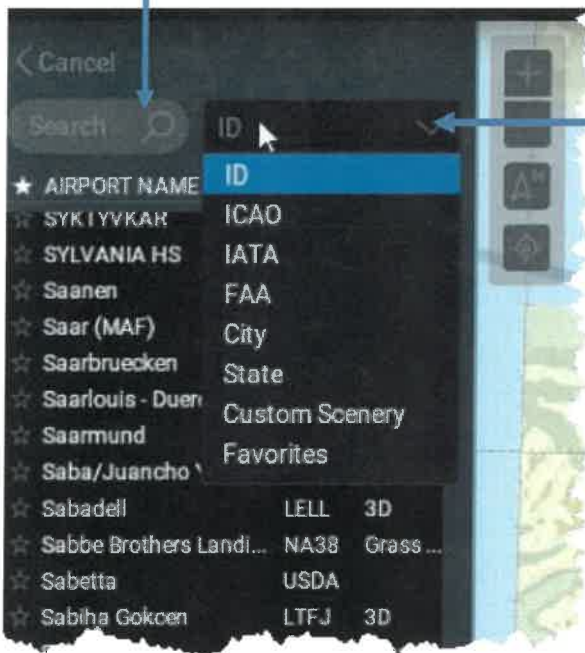 Cancel
Search ID
AIRPORT NAME
ID
ICAO
IATA
FAA
City
State
Custom Scenery
Favorites
SYKTYVKAR
SYLVANIA HS
Saanen
Saar (MAF)
Saarbruecken
Saarlouis - Duer
Saarmund
Saba/Juancho
Sabadell LELL 3D
Sabbe Brothers Landi... NA38 Grass ...
Sabetta USDA
Sabiha Gokcen LTFJ 3D